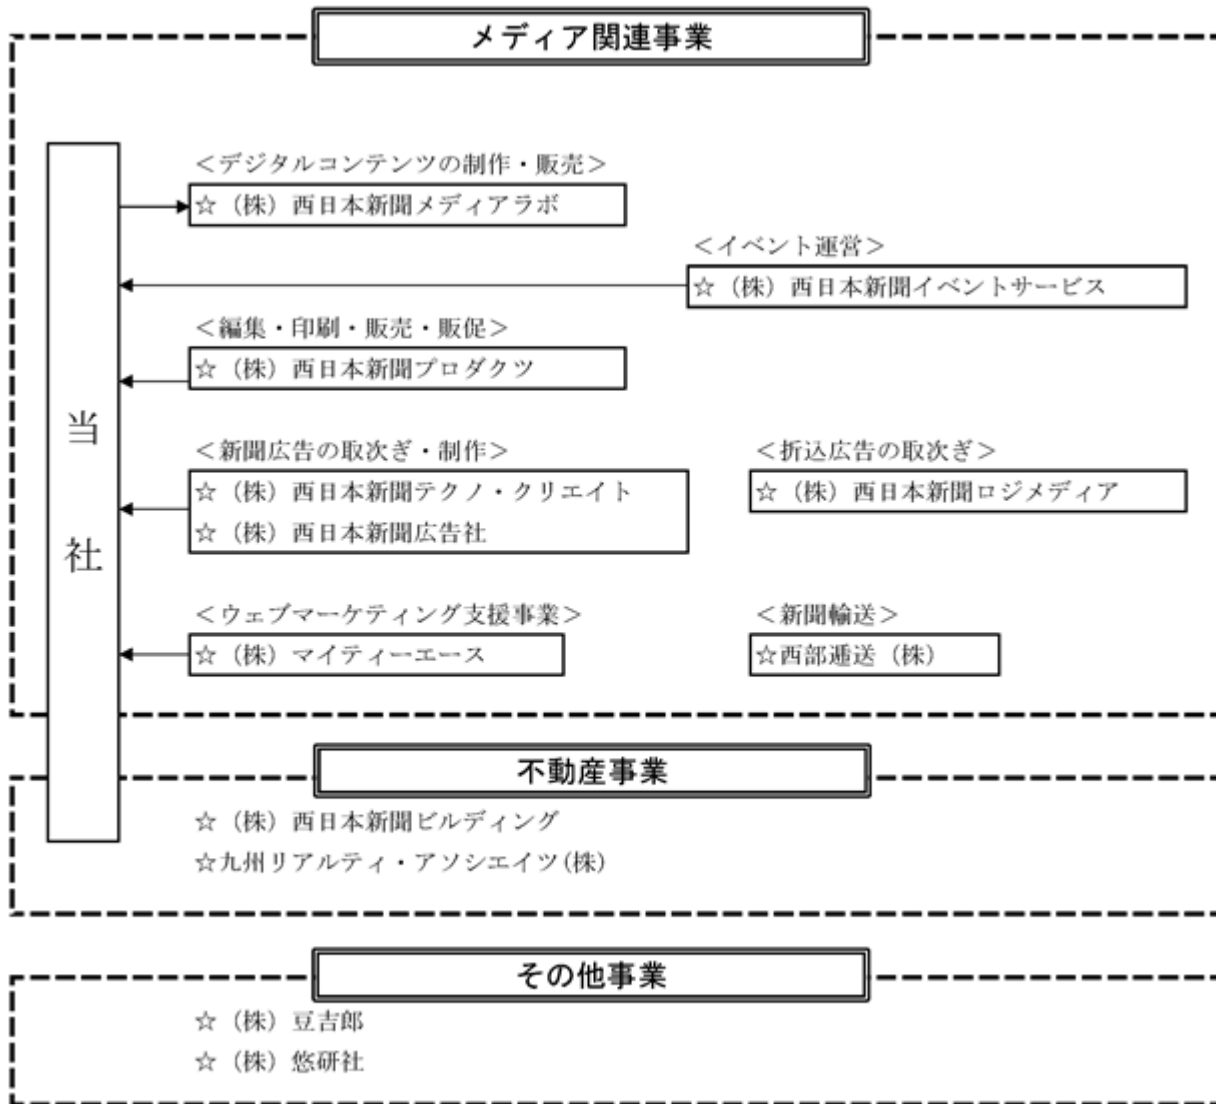 メディア関連事業
＜デジタルコンテンツの制作・販売＞
☆（株）西日本新聞メディアラボ
＜イベント運営＞
☆（株）西日本新聞イベントサービス
＜編集・印刷・販売・販促＞
☆（株）西日本新聞プロダクツ
当社
＜新聞広告の取次ぎ・制作＞
☆（株）西日本新聞テクノ・クリエイト
☆（株）西日本新聞広告社
＜折込広告の取次ぎ＞
☆（株）西日本新聞ロジメディア
＜ウェブマーケティング支援事業＞
☆（株）マイティーエース
＜新聞輸送＞
☆西部逓送（株）
不動産事業
☆（株）西日本新聞ビルディング
☆九州リアルティ・アソシエイツ(株)
その他事業
☆（株）豆吉郎
☆（株）悠研社